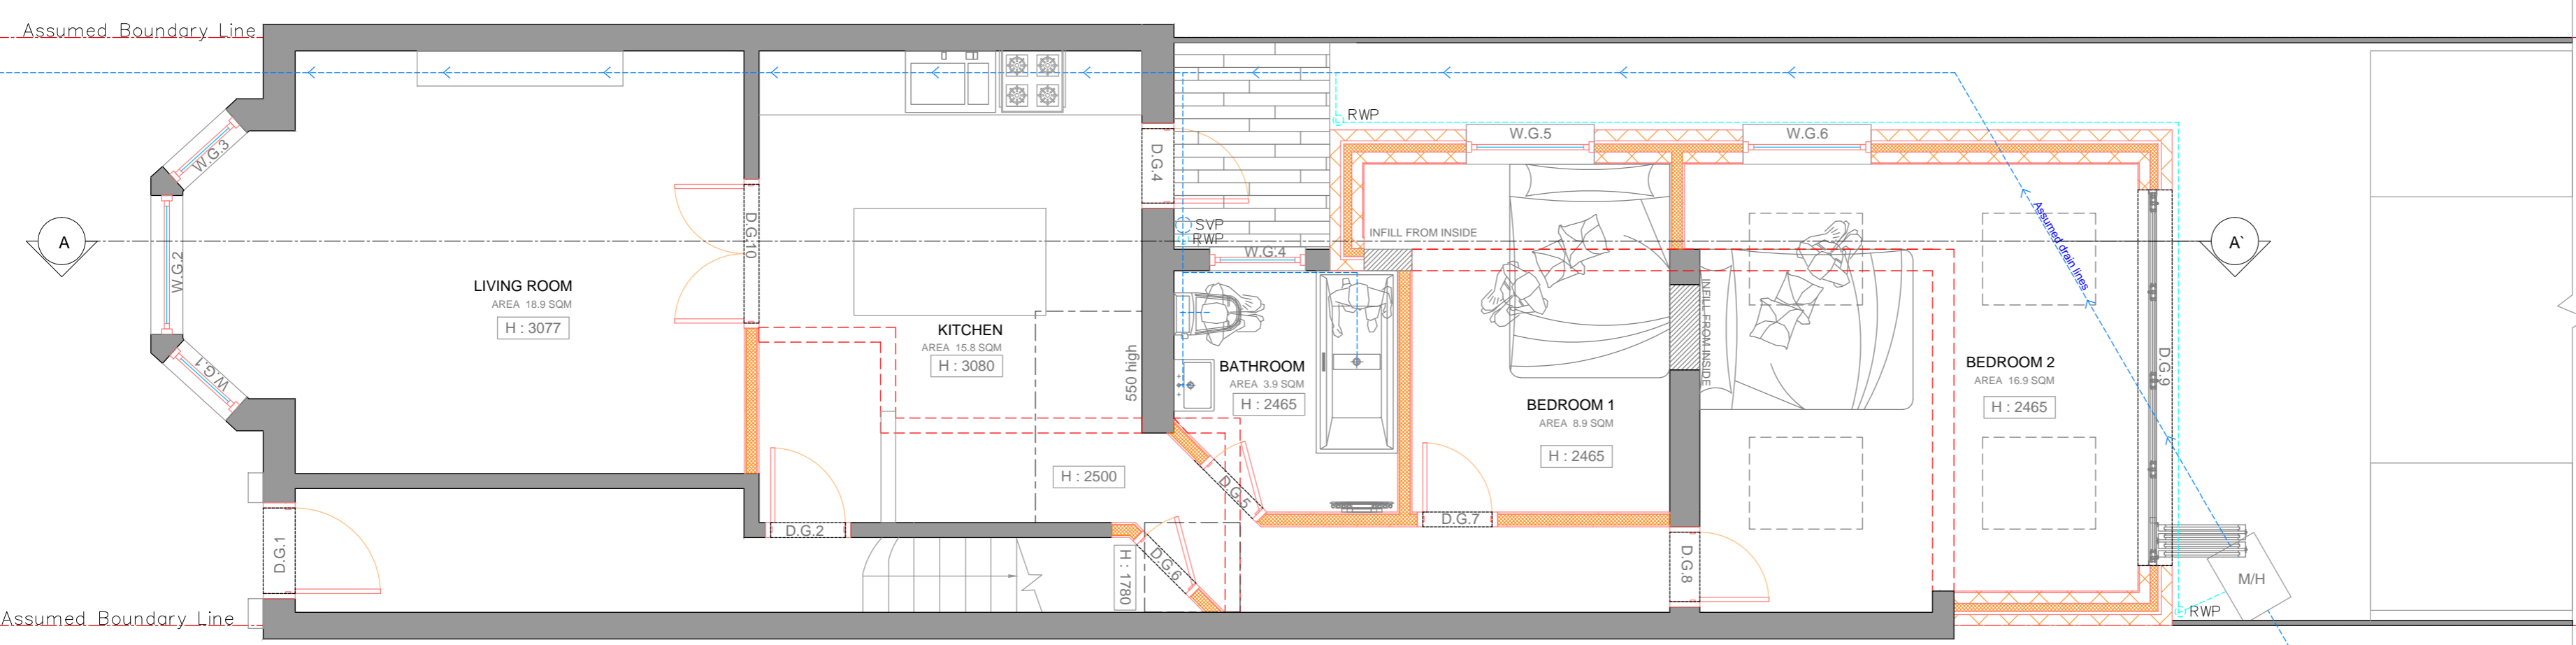 Assumed Boundary Line
RWP
W.G.5
W.G.6
W.G.3
D.G.4
Assumed drain lines
SVP
RWP
INFILL FROM INSIDE
A
D.G.10
W.G.4
A`
W.G.2
LIVING ROOM
AREA 18.9 SQM
H : 3077
INFILL FROM INSIDE
KITCHEN
AREA 15.8 SQM
H : 3080
550 high
BATHROOM
AREA 3.9 SQM
H : 2465
BEDROOM 2
AREA 16.9 SQM
H : 2465
D.G.9
W.G.1
BEDROOM 1
AREA 8.9 SQM
H : 2465
H : 2500
D.G.5
D.G.7
D.G.2
D.G.1
H : 1780
D.G.6
D.G.8
M/H
RWP
Assumed Boundary Line